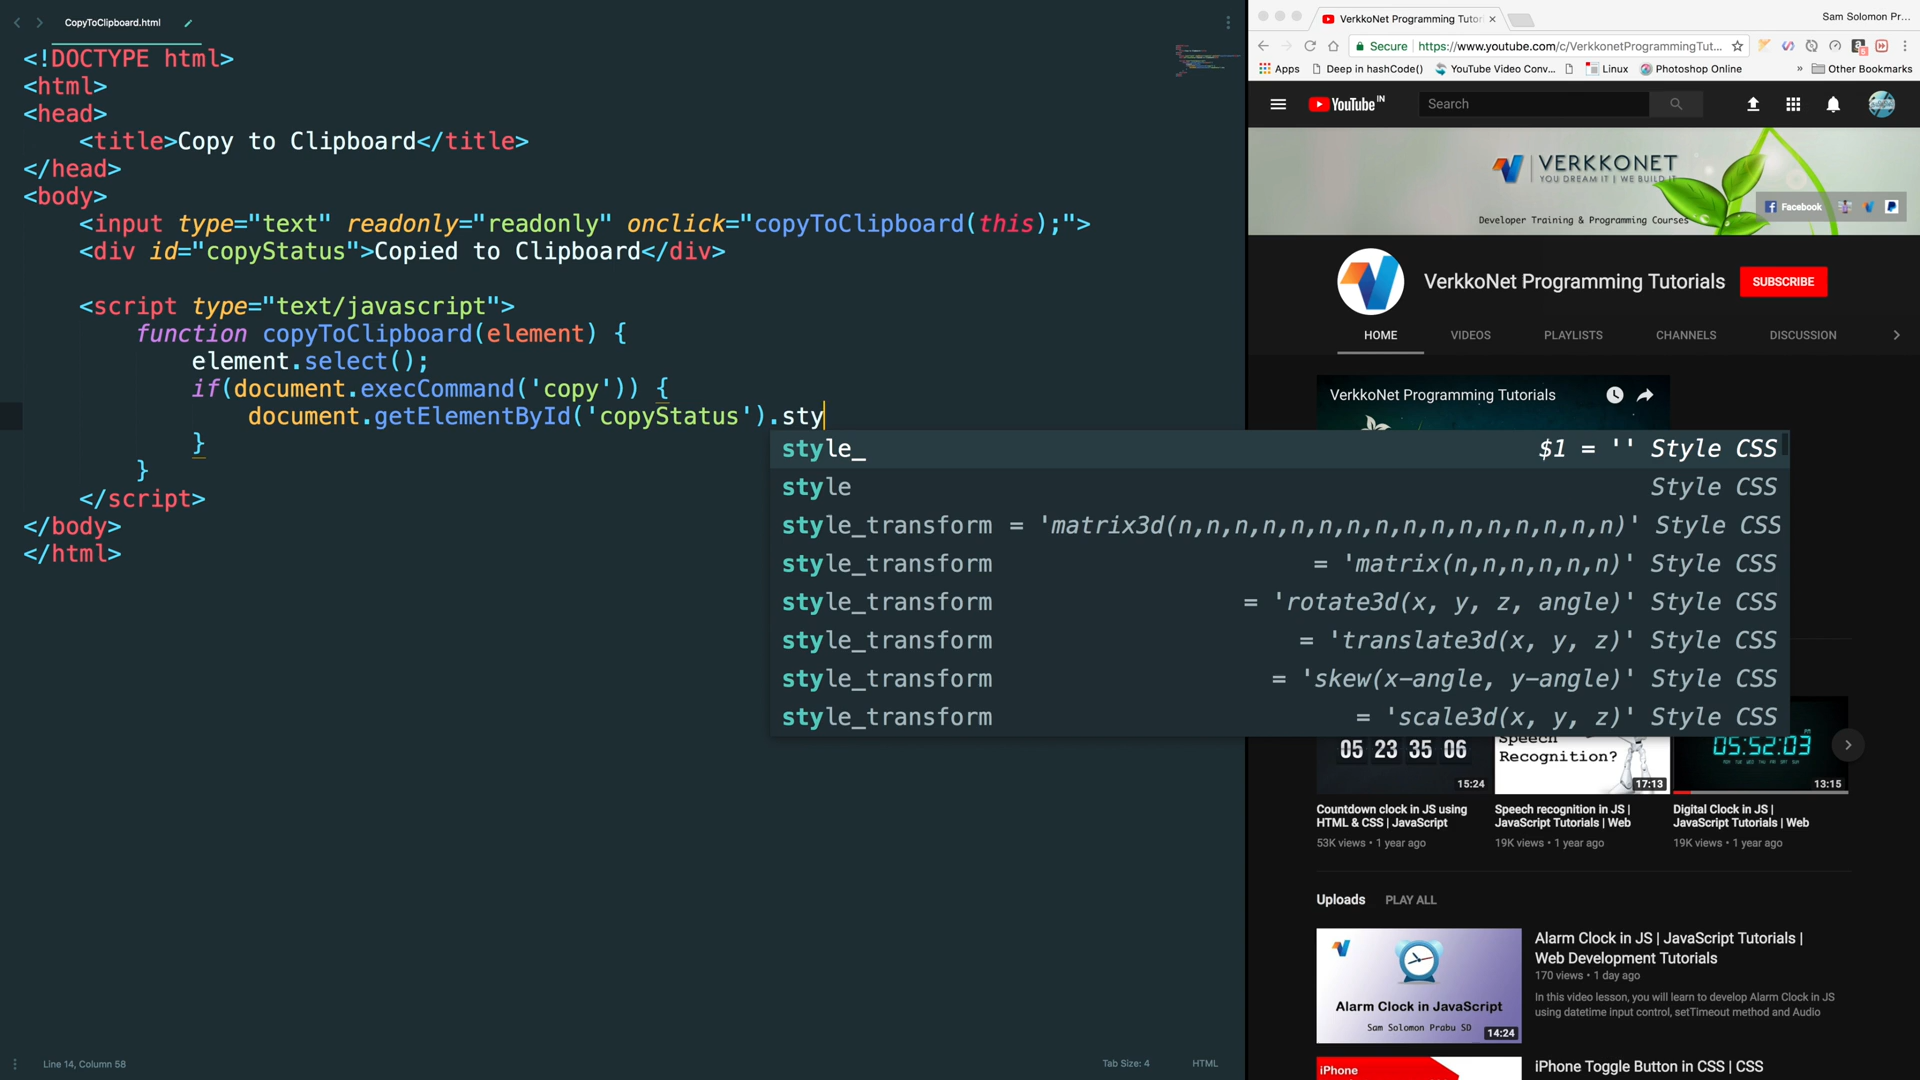 CopyToClipboard.html
<!DOCTYPE html>
<html>
<head>
<title>Copy to Clipboard</title>
</head>
<body>
<input type="text" readonly="readonly" onclick="copyToClipboard(this);">
<div id="copyStatus">Copied to Clipboard</div>
<script type="text/javascript">
function copyToClipboard(element) {
element.select();
if(document.execCommand('copy')) {
document.getElementById('copyStatus').sty
}
}
</script>
</body>
</html>
style_ $1 = '' Style CSS
style Style CSS
style_transform = 'matrix3d(n,n,n,n,n,n,n,n,n,n,n,n,n,n,n,n)' Style CSS
style_transform = 'matrix(n,n,n,n,n,n)' Style CSS
style_transform = 'rotate3d(x, y, z, angle)' Style CSS
style_transform = 'translate3d(x, y, z)' Style CSS
style_transform = 'skew(x-angle, y-angle)' Style CSS
style_transform = 'scale3d(x, y, z)' Style CSS
Line 14, Column 58
Tab Size: 4
HTML
VerkkoNet Programming Tutor
Sam Solomon Pr...
Secure https://www.youtube.com/c/VerkkonetProgrammingTut...
Apps Deep in hashCode() YouTube Video Conv... Linux Photoshop Online » Other Bookmarks
YouTube IN
Search
VERKKONET
YOU DREAM IT | WE BUILD IT
Facebook
Developer Training & Programming Courses
VerkkoNet Programming Tutorials
SUBSCRIBE
HOME VIDEOS PLAYLISTS CHANNELS DISCUSSION
VerkkoNet Programming Tutorials
05 23 35 06
15:24
Speech
Recognition?
17:13
05:52:03
13:15
Countdown clock in JS using
HTML & CSS | JavaScript
53K views • 1 year ago
Speech recognition in JS |
JavaScript Tutorials | Web
19K views • 1 year ago
Digital Clock in JS |
JavaScript Tutorials | Web
19K views • 1 year ago
Uploads PLAY ALL
Alarm Clock in JavaScript
Sam Solomon Prabu SD
14:24
Alarm Clock in JS | JavaScript Tutorials |
Web Development Tutorials
170 views • 1 day ago
In this video lesson, you will learn to develop Alarm Clock in JS
using datetime input control, setTimeout method and Audio
iPhone
iPhone Toggle Button in CSS | CSS